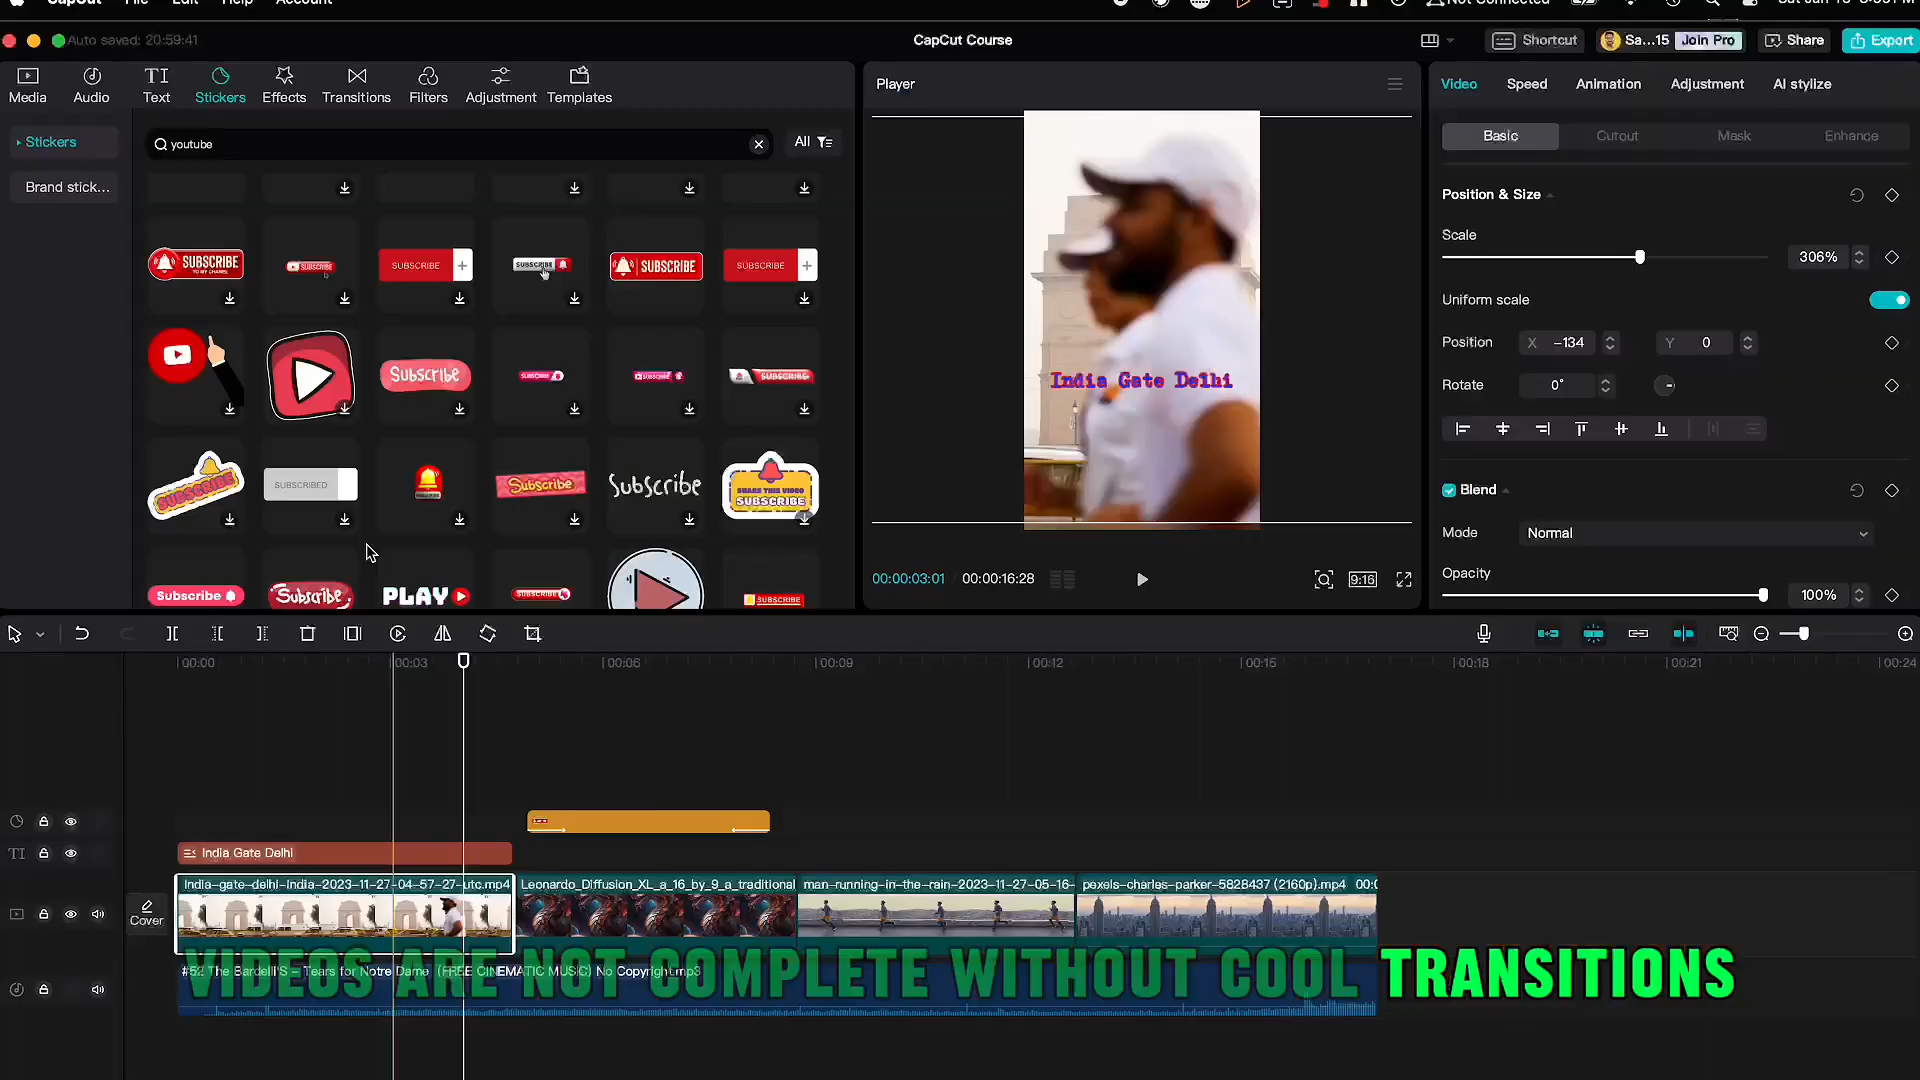 CapCut File Edit Help Account
Not Connected
Auto saved: 20:59:41
CapCut Course
Shortcut
Sa...15
Join Pro
Share
Export
Media
Audio
TI
Text
Stickers
Effects
Transitions
Filters
Adjustment
Templates
Stickers
Brand stick...
youtube
All
SUBSCRIBE
SUBSCRIBE
SUBSCRIBE
SUBSCRIBE
SUBSCRIBE
SUBSCRIBE
Subscribe
SUBSCRIBE
SUBSCRIBE
SUBSCRIBE
SUBSCRIBED
Subscribe
Subscribe
SHARE THIS VIDEO
SUBSCRIBE
Subscribe
Subscribe
PLAY
SUBSCRIBE
SUBSCRIBE
Player
India Gate Delhi
00:00:03:01
00:00:16:28
9:16
Video
Speed
Animation
Adjustment
AI stylize
Basic
Cutout
Mask
Enhance
Position & Size
Scale
306%
Uniform scale
Position
X -134
Y 0
Rotate
0°
Blend
Mode
Normal
Opacity
100%
00:00
00:03
00:06
00:09
00:12
00:15
00:18
00:21
00:24
TI
India Gate Delhi
Cover
India-gate-delhi-India-2023-11-27-04-57-27-utc.mp4
Leonardo_Diffusion_XL_a_16_by_9_a_traditional
man-running-in-the-rain-2023-11-27-05-16-
pexels-charles-parker-5828437 (2160p).mp4
00:0
#52 The Bardelli'S – Tears for Notre Dame (FREE CINEMATIC MUSIC) No Copyright.mp3
VIDEOS ARE NOT COMPLETE WITHOUT COOL TRANSITIONS